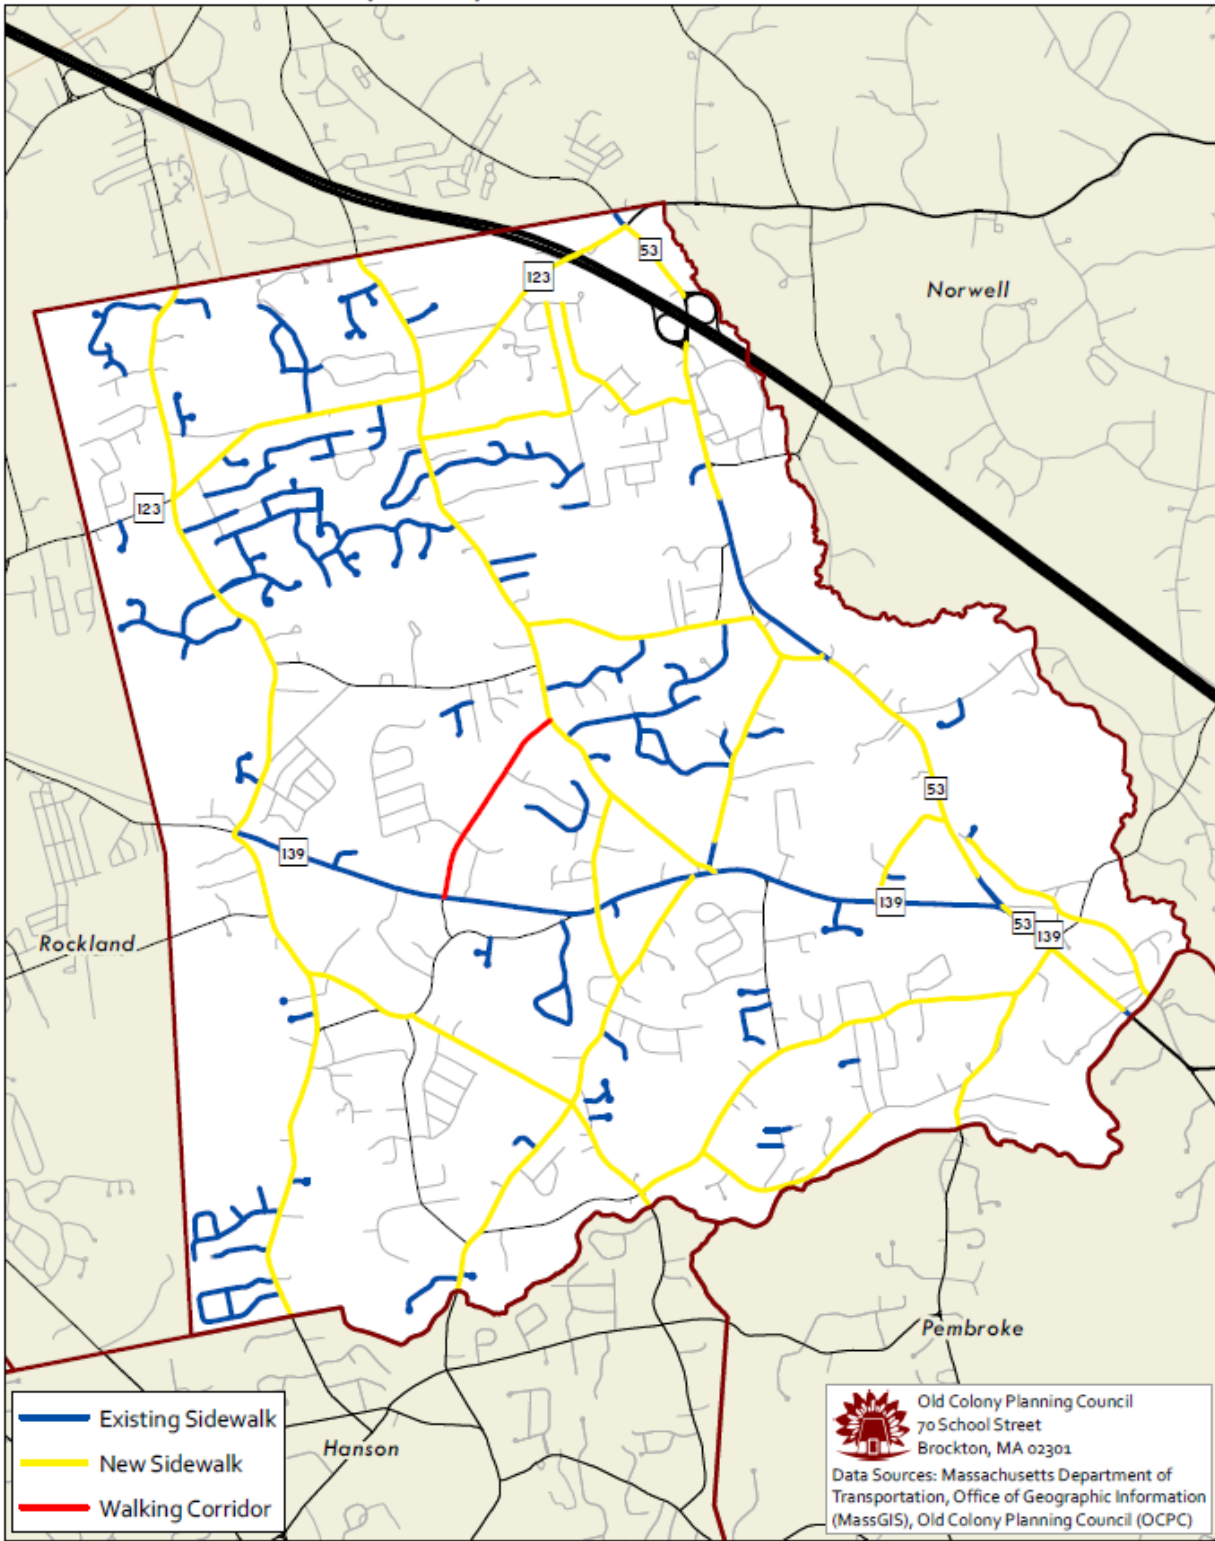 53
123
Norwell
123
53
139
139
53
139
Rockland
Pembroke
Hanson
Existing Sidewalk
New Sidewalk
Walking Corridor
Old Colony Planning Council
70 School Street
Brockton, MA 02301
Data Sources: Massachusetts Department of
Transportation, Office of Geographic Information
(MassGIS), Old Colony Planning Council (OCPC)